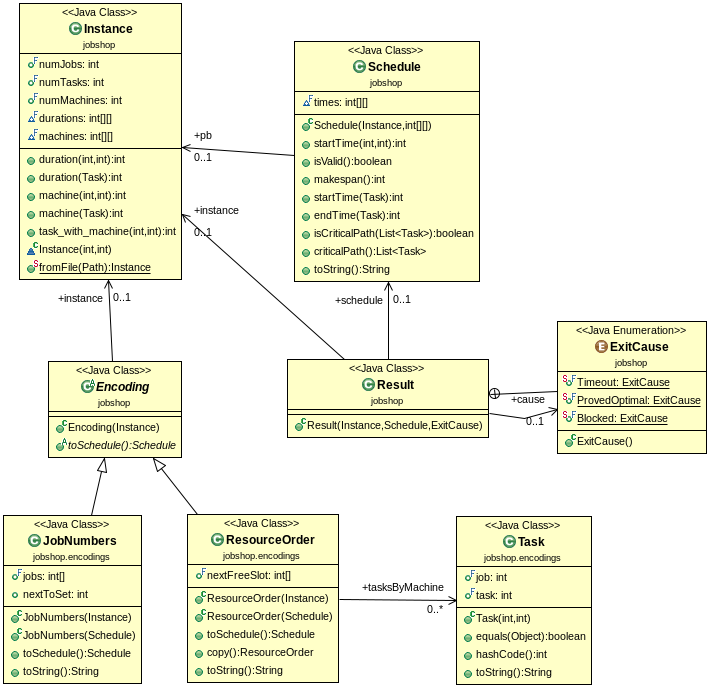 <<Java Class>>
Instance
jobshop
numJobs: int
numTasks: int
numMachines: int
durations: int[][]
machines: int[][]
duration(int,int):int
duration(Task):int
machine(int,int):int
machine(Task):int
task_with_machine(int,int):int
Instance(int,int)
fromFile(Path):Instance
<<Java Class>>
Schedule
jobshop
times: int[][]
Schedule(Instance,int[][])
startTime(int,int):int
isValid():boolean
makespan():int
startTime(Task):int
endTime(Task):int
isCriticalPath(List<Task>):boolean
criticalPath():List<Task>
toString():String
+pb
0..1
+instance
0..1
+instance
0..1
+schedule
0..1
<<Java Class>>
Encoding
jobshop
Encoding(Instance)
toSchedule():Schedule
<<Java Class>>
Result
jobshop
Result(Instance,Schedule,ExitCause)
+cause
0..1
<<Java Enumeration>>
ExitCause
jobshop
Timeout: ExitCause
ProvedOptimal: ExitCause
Blocked: ExitCause
ExitCause()
<<Java Class>>
JobNumbers
jobshop.encodings
jobs: int[]
nextToSet: int
JobNumbers(Instance)
JobNumbers(Schedule)
toSchedule():Schedule
toString():String
<<Java Class>>
ResourceOrder
jobshop.encodings
nextFreeSlot: int[]
ResourceOrder(Instance)
ResourceOrder(Schedule)
toSchedule():Schedule
copy():ResourceOrder
toString():String
+tasksByMachine
0..*
<<Java Class>>
Task
jobshop.encodings
job: int
task: int
Task(int,int)
equals(Object):boolean
hashCode():int
toString():String